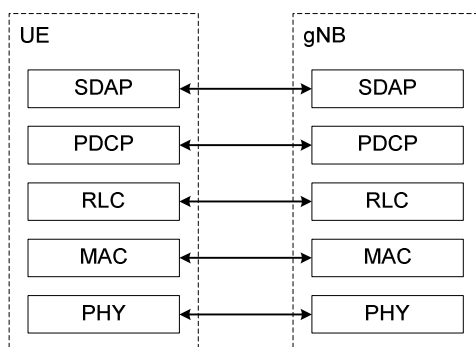 UE gNB
SDAP SDAP
PDCP PDCP
RLC RLC
MAC MAC
PHY PHY